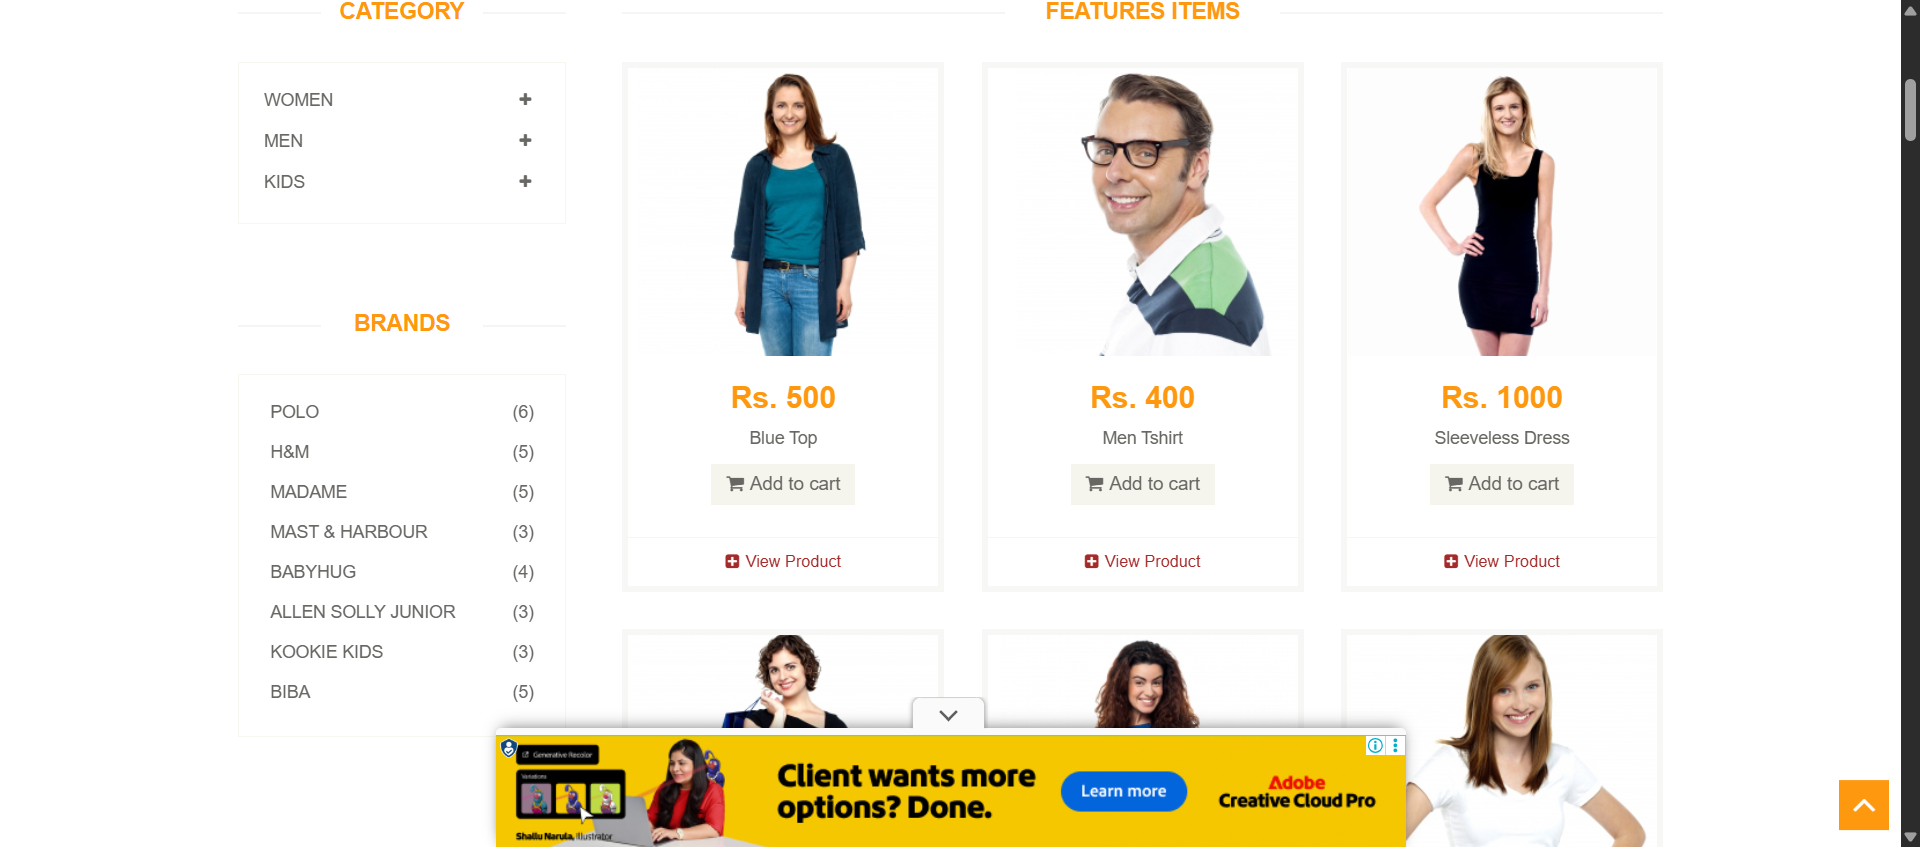 CATEGORY
WOMEN
MEN
KIDS
BRANDS
POLO (6)
H&M (5)
MADAME (5)
MAST & HARBOUR (3)
BABYHUG (4)
ALLEN SOLLY JUNIOR (3)
KOOKIE KIDS (3)
BIBA (5)
FEATURES ITEMS
Rs. 500
Blue Top
Add to cart
View Product
Rs. 400
Men Tshirt
Add to cart
View Product
Rs. 1000
Sleeveless Dress
Add to cart
View Product
Generative Recolor
Variations
Shallu Narula, Illustrator
Client wants more
options? Done.
Learn more
Adobe
Creative Cloud Pro